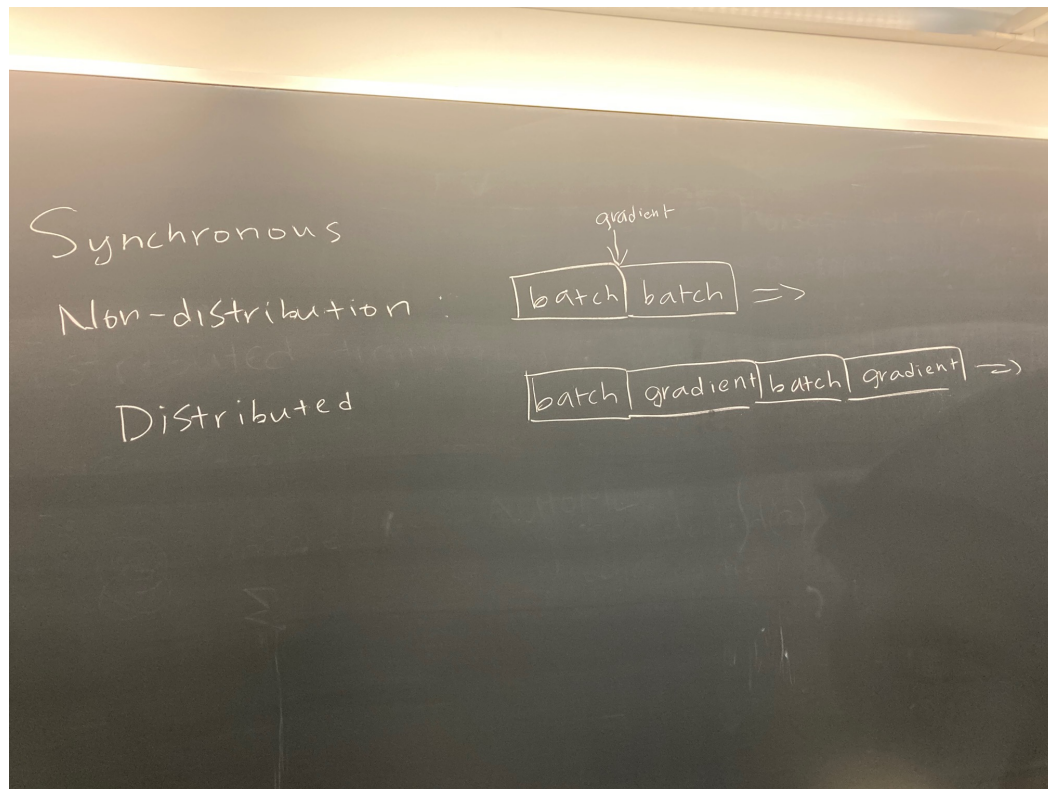 Synchronous
gradient
Non-distribution : batch batch =>
Distributed batch gradient batch gradient =>